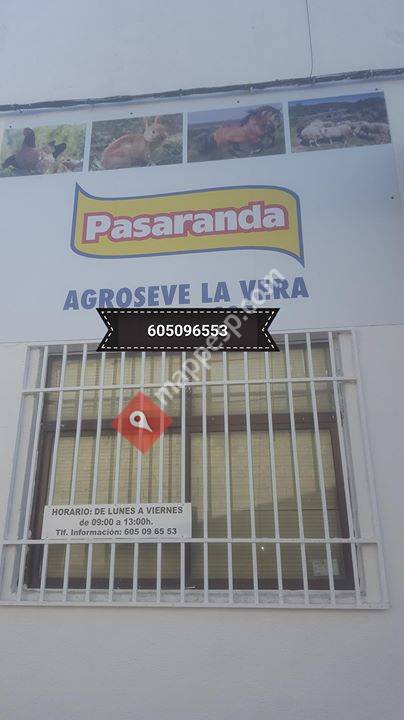 Pasaranda
AGROSEVE LA VERA
605096553
mappesp.com
HORARIO: DE LUNES A VIERNES
de 09:00 a 13:00h.
Tlf. Información: 605 09 65 53